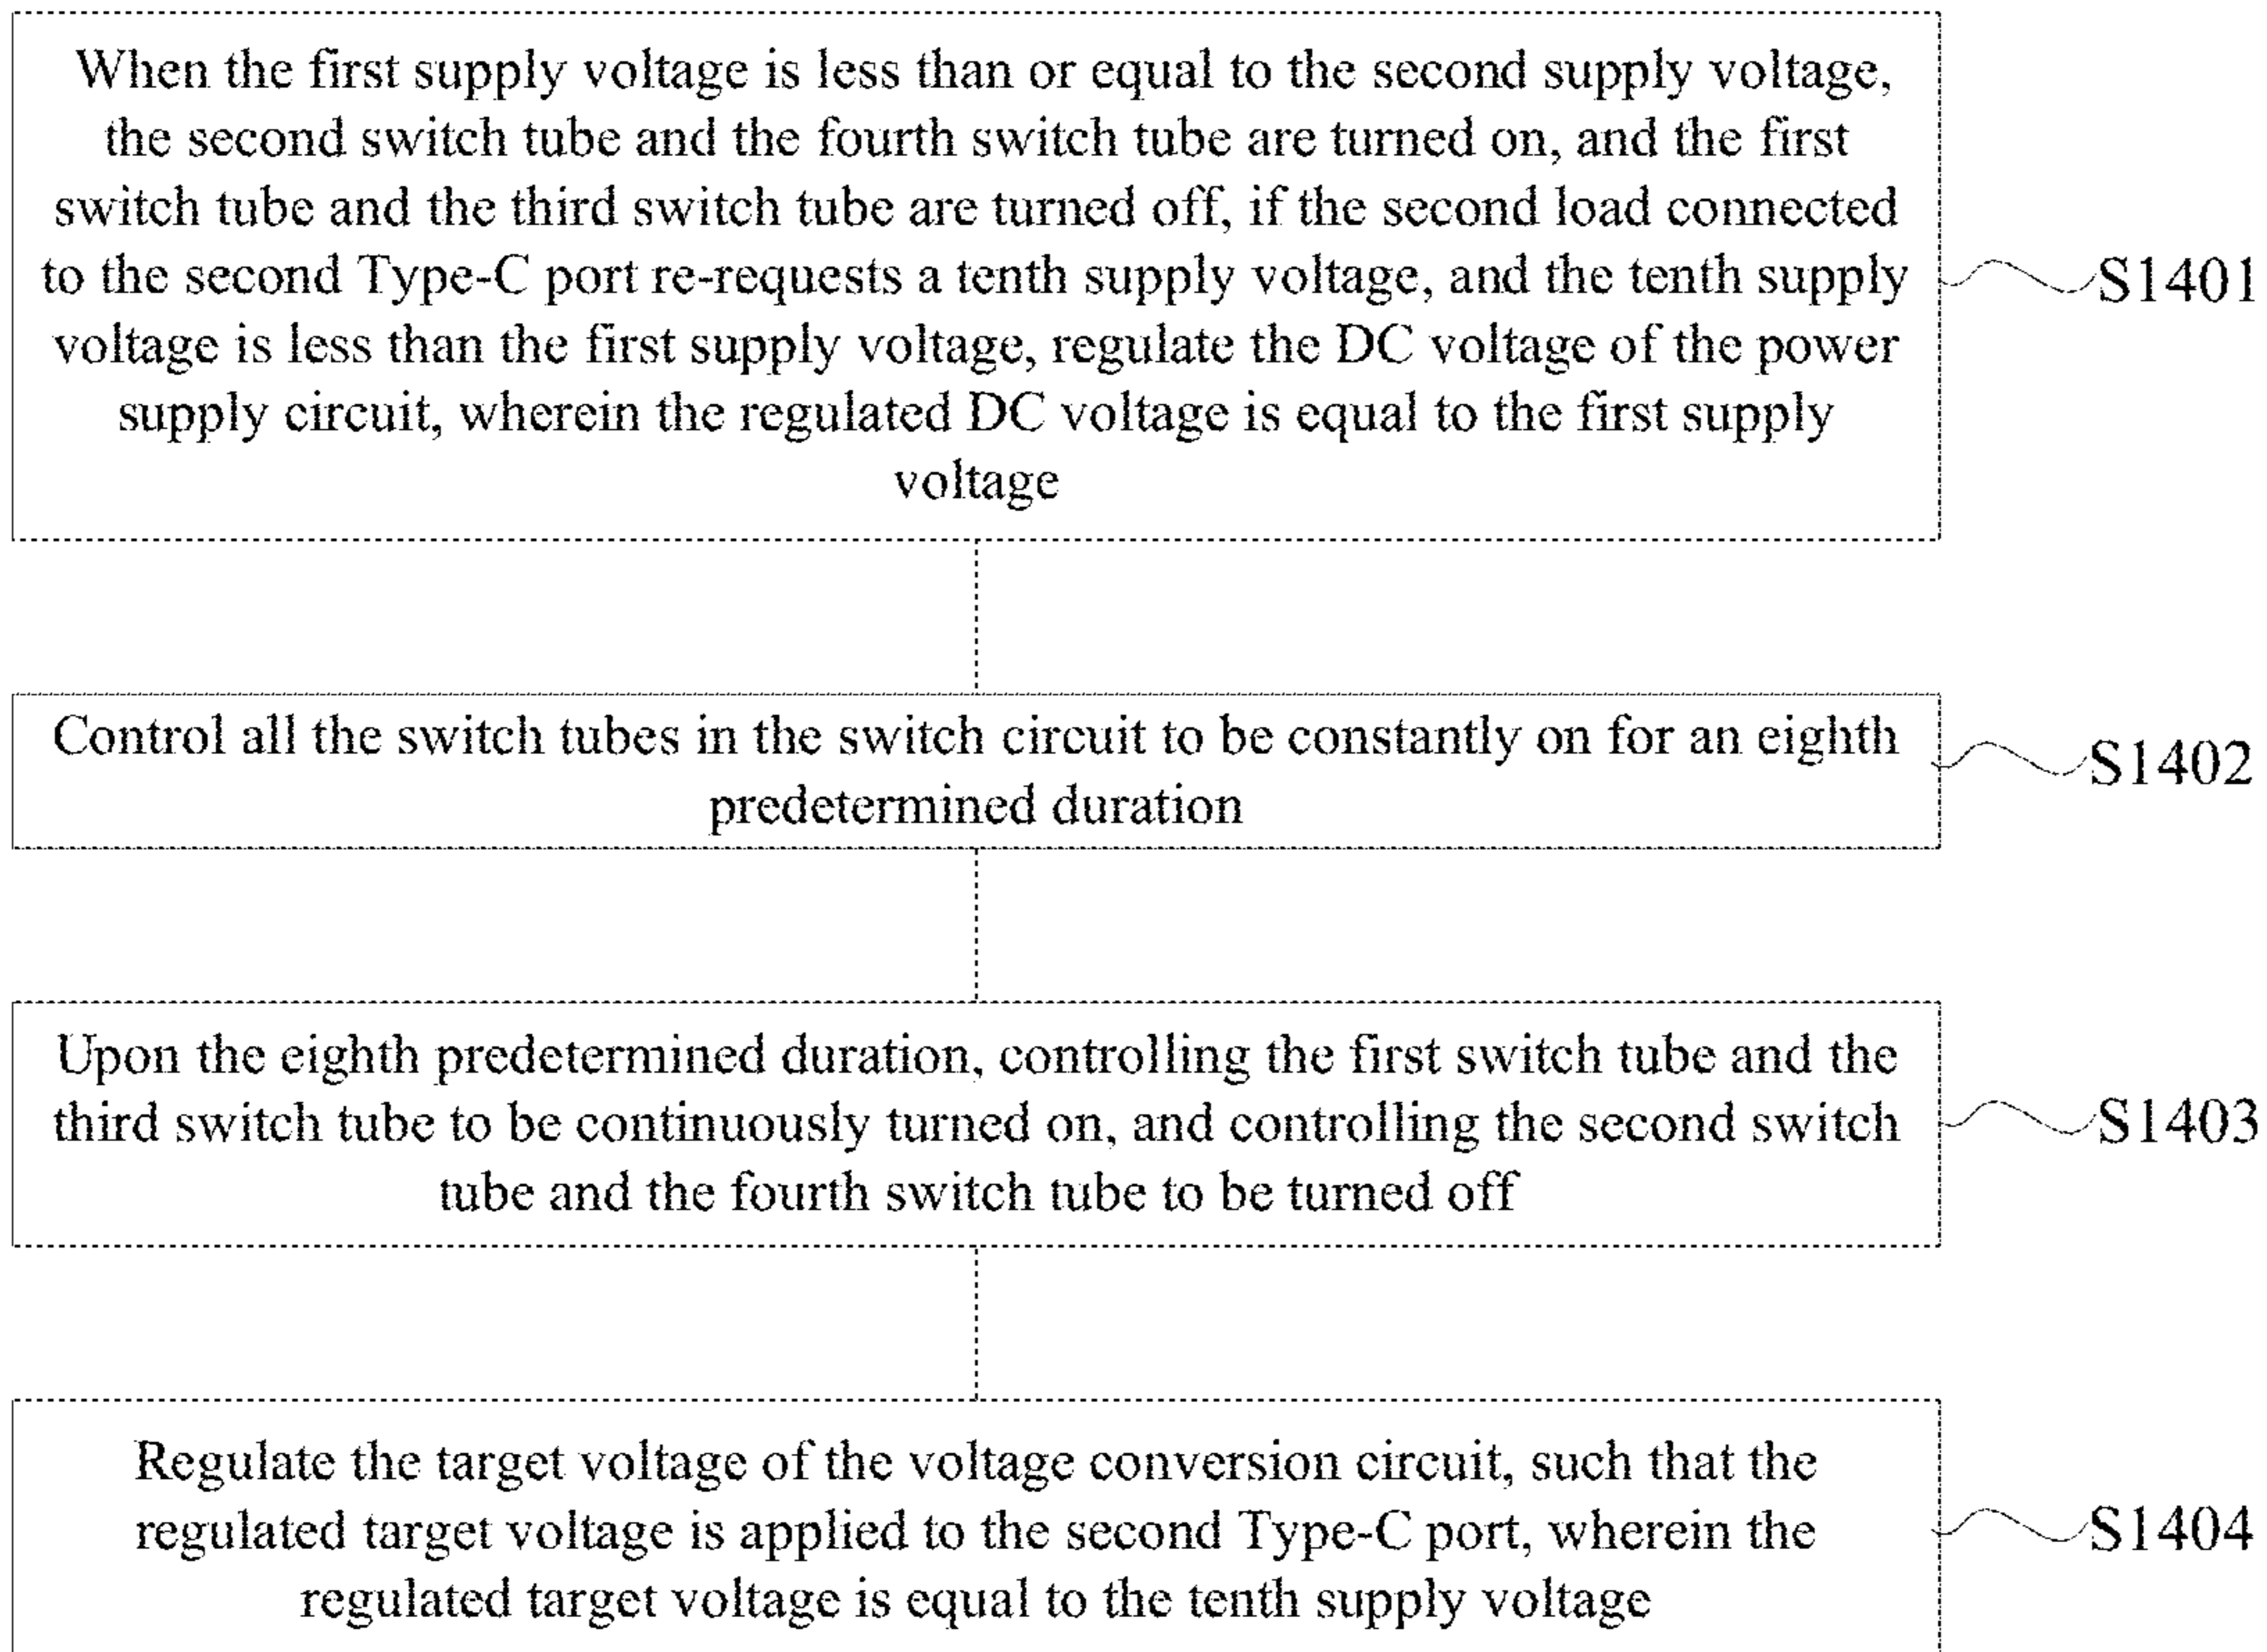 When the first supply voltage is less than or equal to the second supply voltage,
the second switch tube and the fourth switch tube are turned on, and the first
switch tube and the third switch tube are turned off, if the second load connected
to the second Type-C port re-requests a tenth supply voltage, and the tenth supply
voltage is less than the first supply voltage, regulate the DC voltage of the power
supply circuit, wherein the regulated DC voltage is equal to the first supply
voltage
S1401
Control all the switch tubes in the switch circuit to be constantly on for an eighth
predetermined duration
S1402
Upon the eighth predetermined duration, controlling the first switch tube and the
third switch tube to be continuously turned on, and controlling the second switch
tube and the fourth switch tube to be turned off
S1403
Regulate the target voltage of the voltage conversion circuit, such that the
regulated target voltage is applied to the second Type-C port, wherein the
regulated target voltage is equal to the tenth supply voltage
S1404